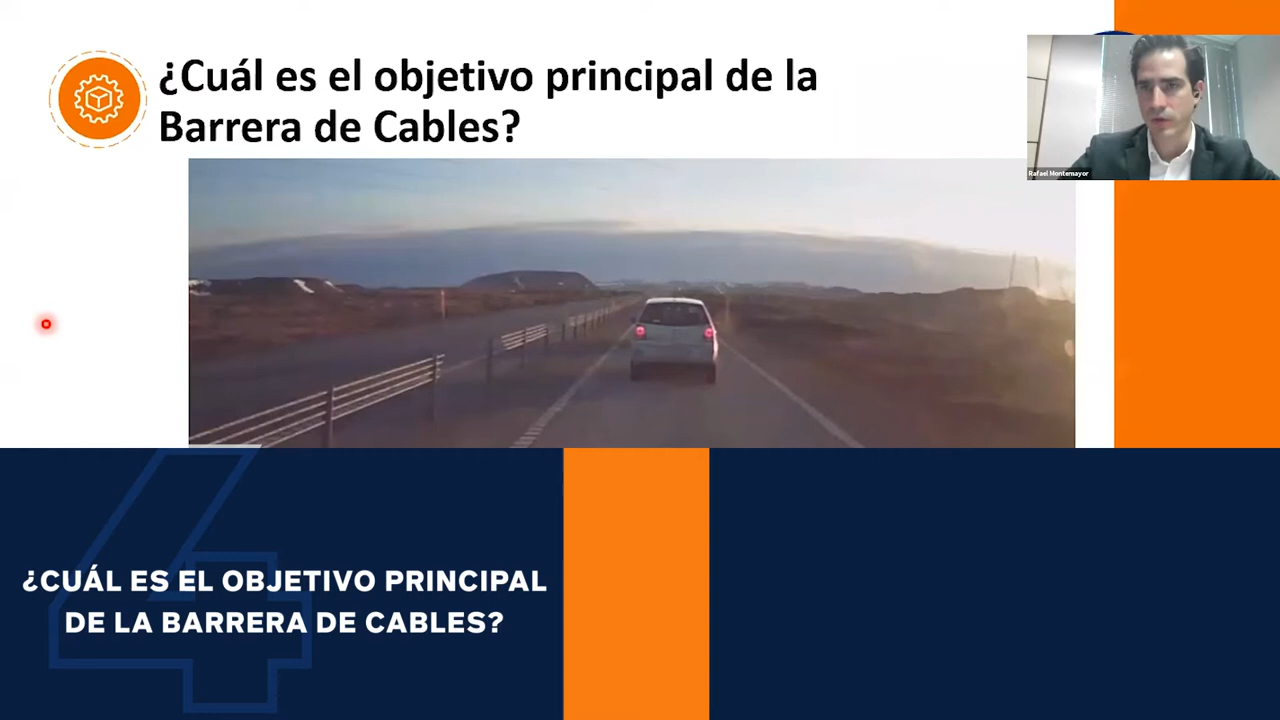 ¿Cuál es el objetivo principal de la
Barrera de Cables?
Rafael Montemayor
4
¿CUÁL ES EL OBJETIVO PRINCIPAL
DE LA BARRERA DE CABLES?